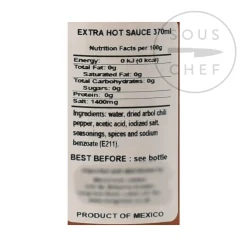 EXTRA HOT SAUCE 370ml
SOUS
CHEF
Nutrition Facts per 100g
Energy: 0 kJ (0 kcal)
Total Fat: 0g
Saturated Fat: 0g
Total Carbohydrates: 0g
Sugars: 0g
Protein: 0g
Salt: 1400mg
Ingredients: water, dried arbol chili
pepper, acetic acid, iodized salt,
seasonings, spices and sodium
benzoate (E211).
BEST BEFORE: see bottle
PRODUCT OF MEXICO